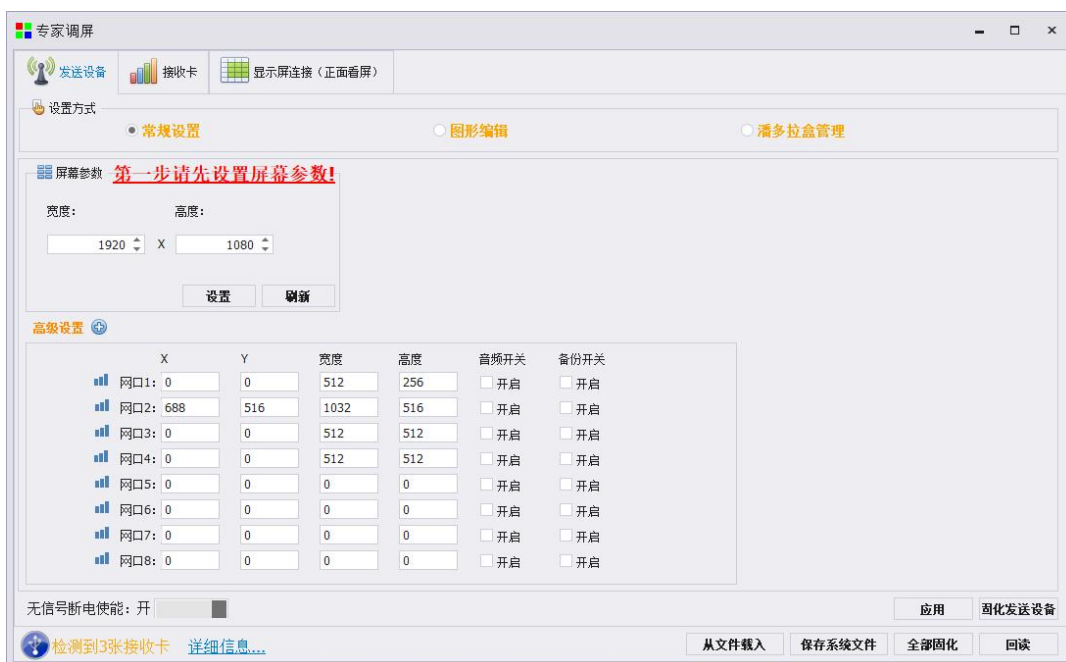 专家调屏
发送设备 接收卡 显示屏连接（正面看屏）
设置方式
常规设置 图形编辑 潘多拉盒管理
屏幕参数 第一步请先设置屏幕参数!
宽度: 高度:
1920 X 1080
设置 刷新
高级设置
X Y 宽度 高度 音频开关 备份开关
网口1: 0 0 512 256 开启 开启
网口2: 688 516 1032 516 开启 开启
网口3: 0 0 512 512 开启 开启
网口4: 0 0 512 512 开启 开启
网口5: 0 0 0 0 开启 开启
网口6: 0 0 0 0 开启 开启
网口7: 0 0 0 0 开启 开启
网口8: 0 0 0 0 开启 开启
无信号断电使能: 开 应用 固化发送设备
检测到3张接收卡 详细信息... 从文件载入 保存系统文件 全部固化 回读